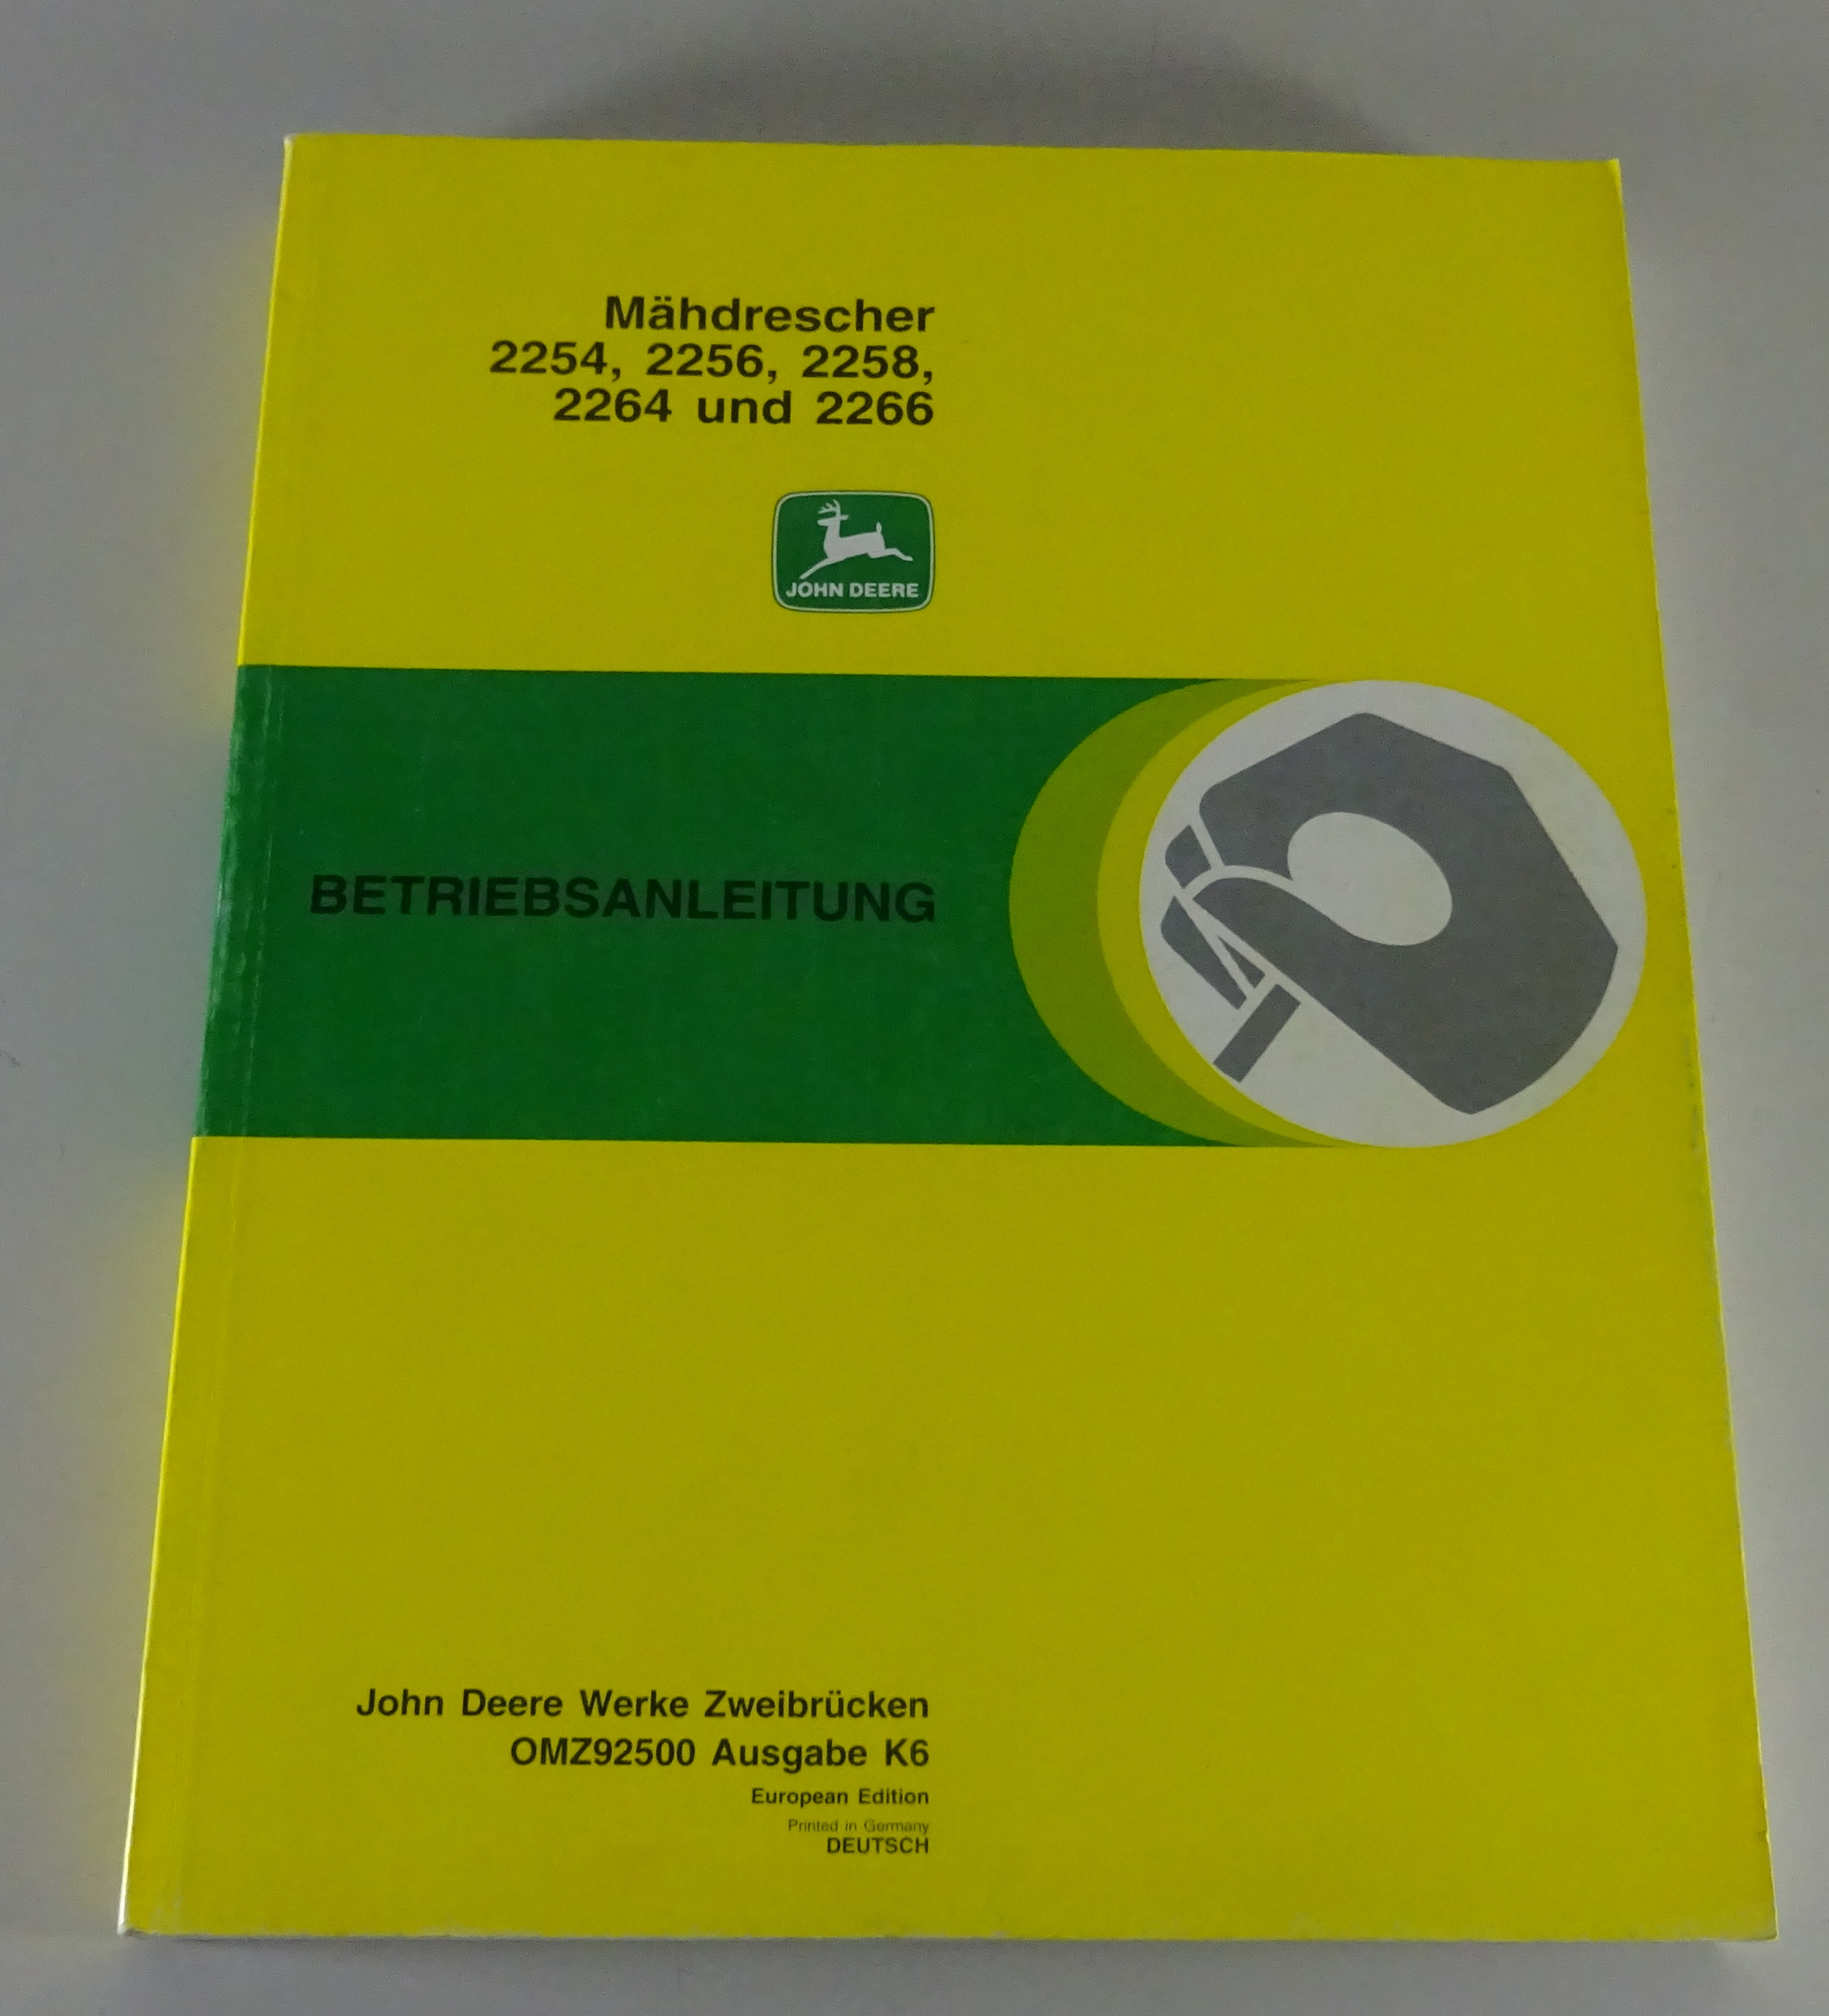 Mähdrescher
2254, 2256, 2258,
2264 und 2266
JOHN DEERE
BETRIEBSANLEITUNG
John Deere Werke Zweibrücken
OMZ92500 Ausgabe K6
European Edition
Printed in Germany
DEUTSCH